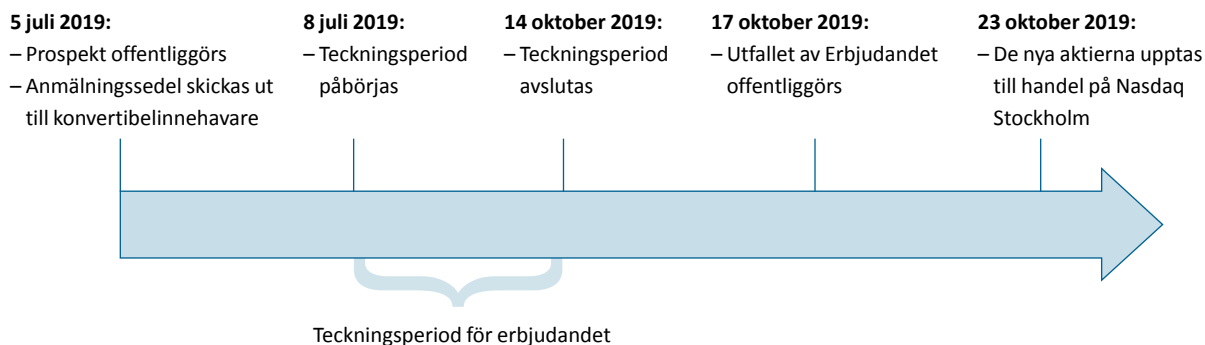 5 juli 2019:
– Prospekt offentliggörs
– Anmälningssedel skickas ut
till konvertibelinnehavare
8 juli 2019:
– Teckningsperiod
påbörjas
14 oktober 2019:
– Teckningsperiod
avslutas
17 oktober 2019:
– Utfallet av Erbjudandet
offentliggörs
23 oktober 2019:
– De nya aktierna upptas
till handel på Nasdaq
Stockholm
Teckningsperiod för erbjudandet